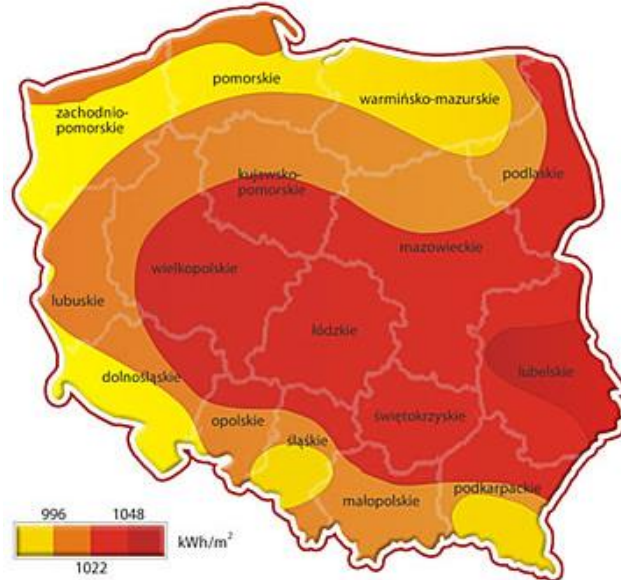 pomorskie
warmińsko-mazurskie
zachodnio-
pomorskie
kujawsko-
pomorskie
podlaskie
mazowieckie
wielkopolskie
lubuskie
łódzkie
lubelskie
dolnośląskie
opolskie
świętokrzyskie
śląskie
podkarpackie
małopolskie
996 1048
kWh/m²
1022